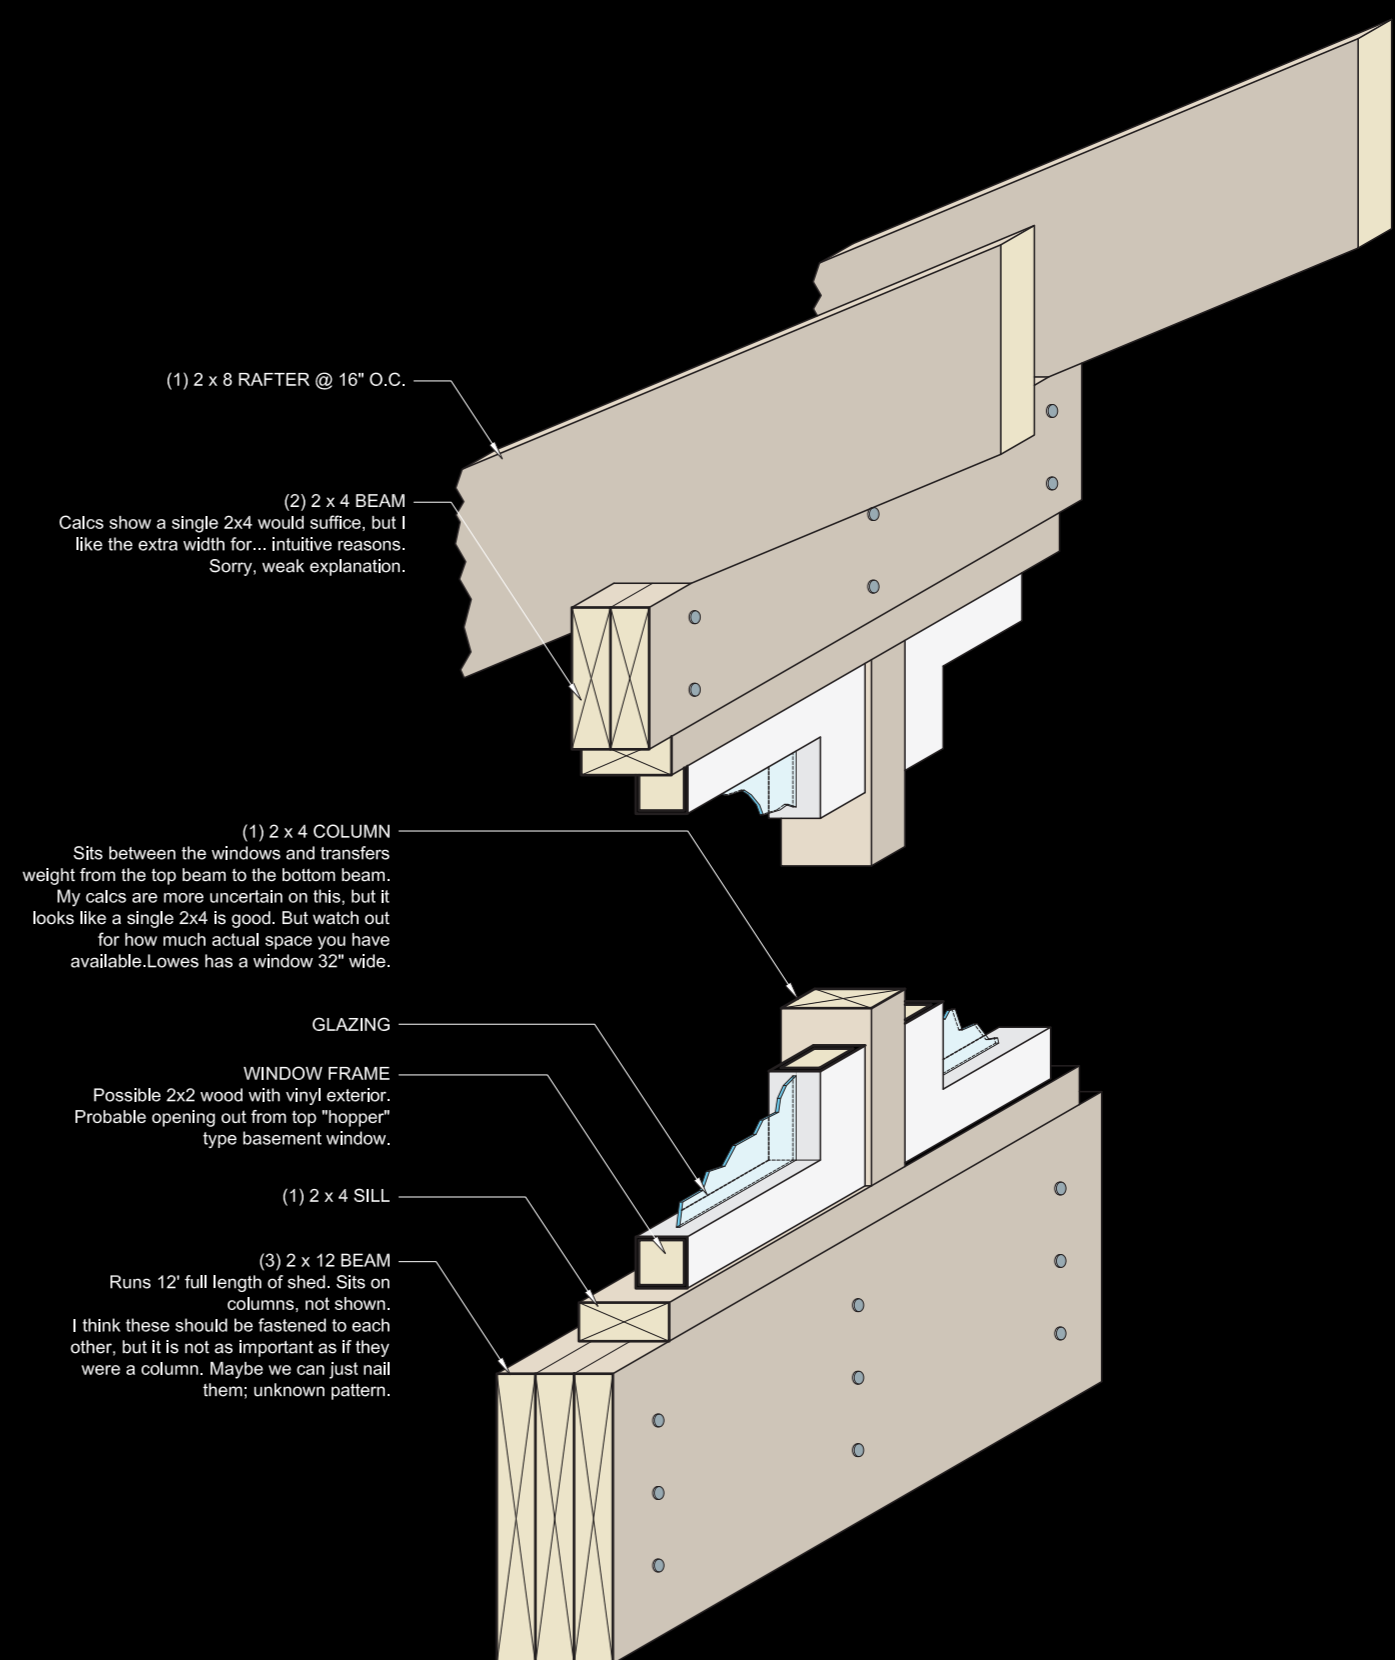 (1) 2 x 8 RAFTER @ 16" O.C.
(2) 2 x 4 BEAM
Calcs show a single 2x4 would suffice, but I
like the extra width for... intuitive reasons.
Sorry, weak explanation.
(1) 2 x 4 COLUMN
Sits between the windows and transfers
weight from the top beam to the bottom beam.
My calcs are more uncertain on this, but it
looks like a single 2x4 is good. But watch out
for how much actual space you have
available.Lowes has a window 32" wide.
GLAZING
WINDOW FRAME
Possible 2x2 wood with vinyl exterior.
Probable opening out from top "hopper"
type basement window.
(1) 2 x 4 SILL
(3) 2 x 12 BEAM
Runs 12' full length of shed. Sits on
columns, not shown.
I think these should be fastened to each
other, but it is not as important as if they
were a column. Maybe we can just nail
them; unknown pattern.